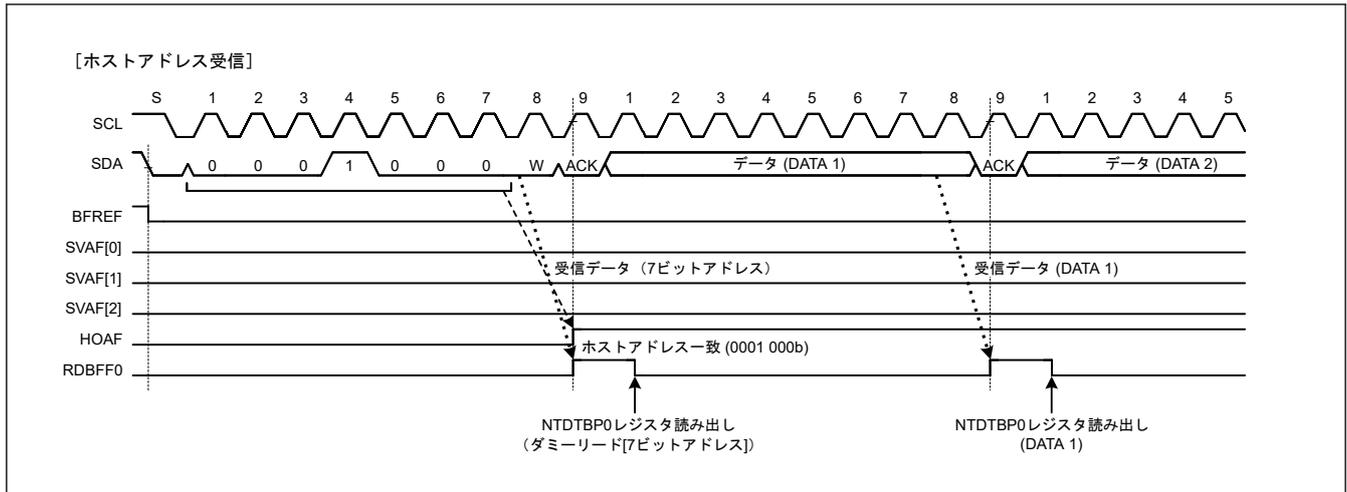 ［ホストアドレス受信］
S 1 2 3 4 5 6 7 8 9 1 2 3 4 5 6 7 8 9 1 2 3 4 5
SCL
SDA 0 0 0 1 0 0 0 W ACK データ (DATA 1) ACK データ (DATA 2)
BFREF
SVAF[0]
受信データ（7ビットアドレス） 受信データ (DATA 1)
SVAF[1]
SVAF[2]
HOAF
ホストアドレス一致 (0001 000b)
RDBFF0
NTDTBP0レジスタ読み出し
（ダミーリード[7ビットアドレス]）
NTDTBP0レジスタ読み出し
(DATA 1)